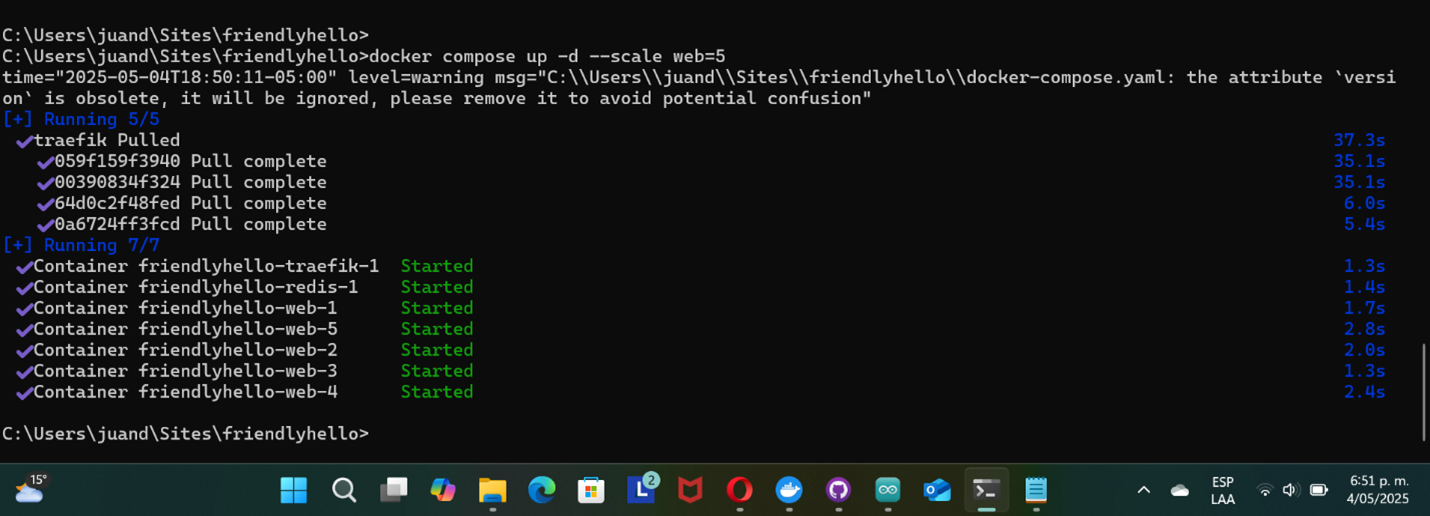 C:\Users\juand\Sites\friendlyhello>
C:\Users\juand\Sites\friendlyhello>docker compose up -d --scale web=5
time="2025-05-04T18:50:11-05:00" level=warning msg="C:\\Users\\juand\\Sites\\friendlyhello\\docker-compose.yaml: the attribute `versi
on` is obsolete, it will be ignored, please remove it to avoid potential confusion"
[+] Running 5/5
✔traefik Pulled 37.3s
✔059f159f3940 Pull complete 35.1s
✔00390834f324 Pull complete 35.1s
✔64d0c2f48fed Pull complete 6.0s
✔0a6724ff3fcd Pull complete 5.4s
[+] Running 7/7
✔Container friendlyhello-traefik-1 Started 1.3s
✔Container friendlyhello-redis-1 Started 1.4s
✔Container friendlyhello-web-1 Started 1.7s
✔Container friendlyhello-web-5 Started 2.8s
✔Container friendlyhello-web-2 Started 2.0s
✔Container friendlyhello-web-3 Started 1.3s
✔Container friendlyhello-web-4 Started 2.4s
C:\Users\juand\Sites\friendlyhello>
15°
L 2
ESP
LAA
6:51 p. m.
4/05/2025